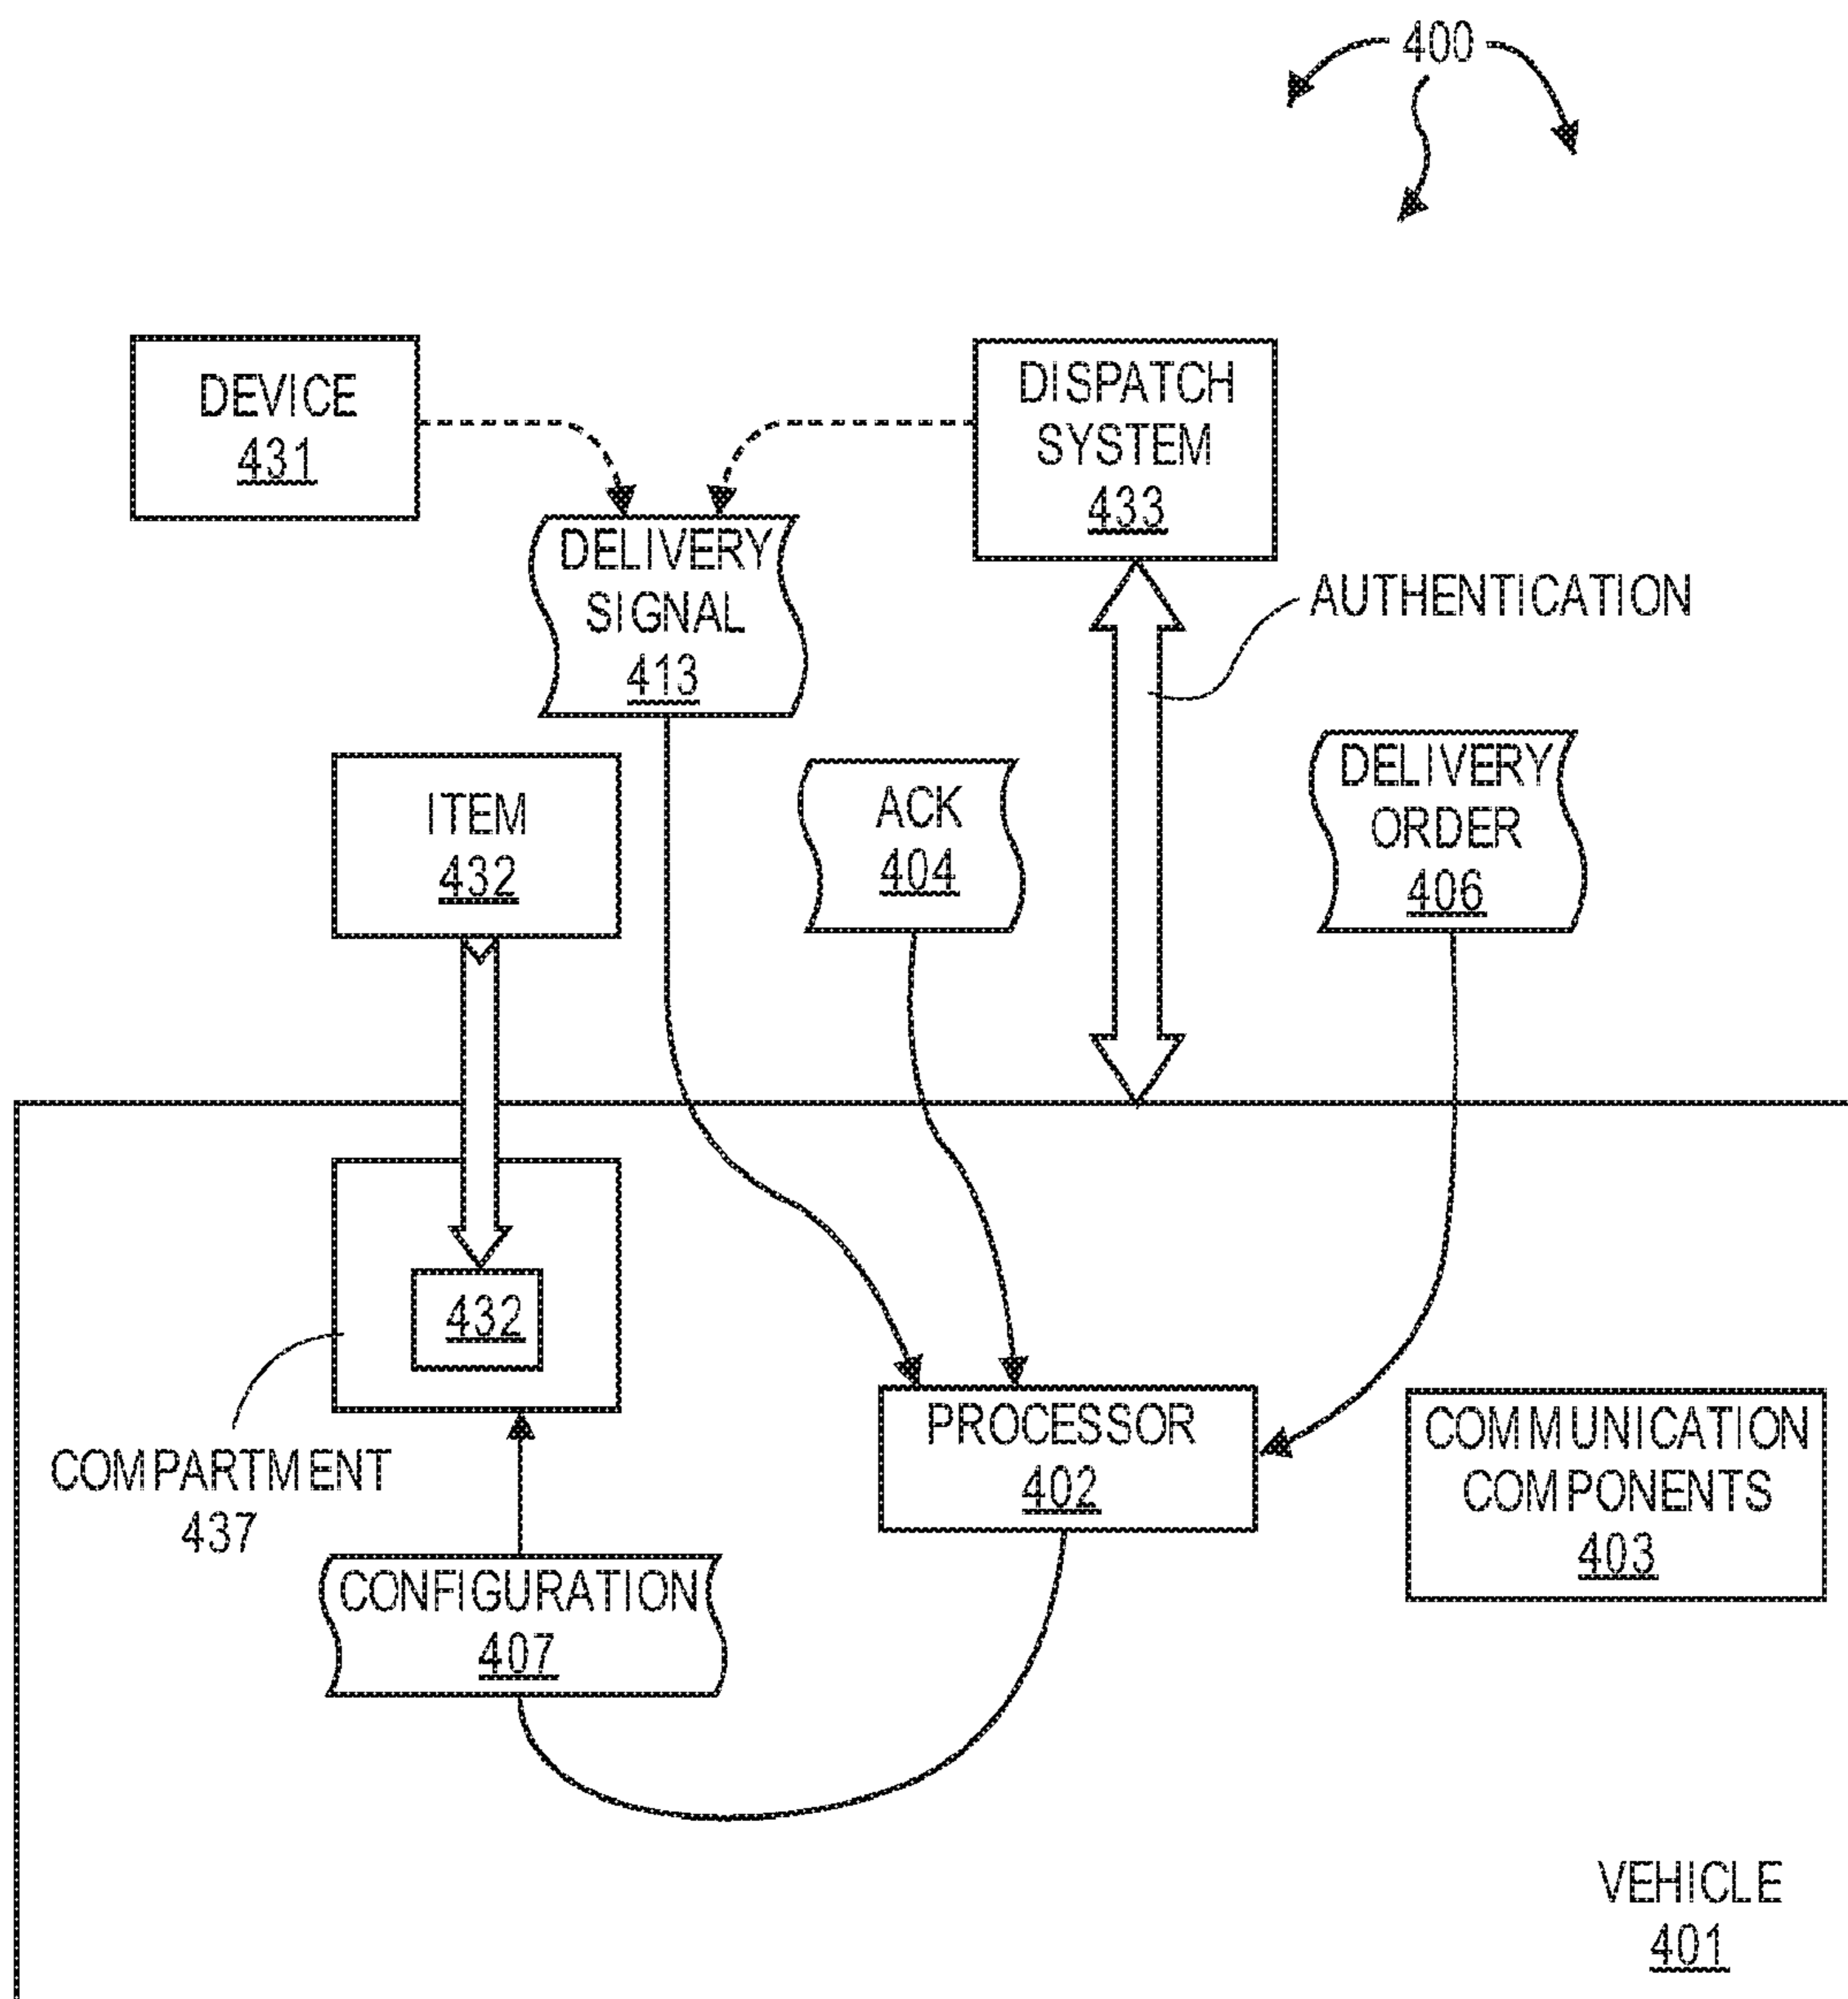 400
DEVICE
431
DISPATCH
SYSTEM
433
DELIVERY
SIGNAL
413
AUTHENTICATION
ITEM
432
ACK
404
DELIVERY
ORDER
406
432
COMPARTMENT
437
PROCESSOR
402
COMMUNICATION
COMPONENTS
403
CONFIGURATION
407
VEHICLE
401